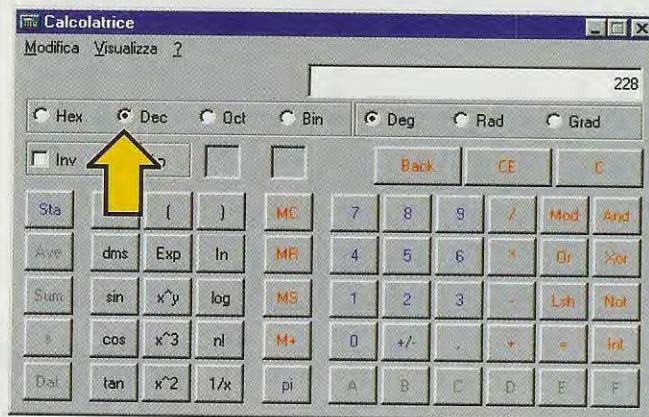 Calcolatrice
Modifica Visualizza ?
228
Hex Dec Oct Bin Deg Rad Grad
Inv Back CE C
Sta ( ) MC 7 8 9 / Mod And
Ave dms Exp ln MR 4 5 6 * Or Xor
Sum sin x^y log MS 1 2 3 - Lsh Not
s cos x^3 n! M+ 0 +/- , + = Int
Dat tan x^2 1/x pi A B C D E F